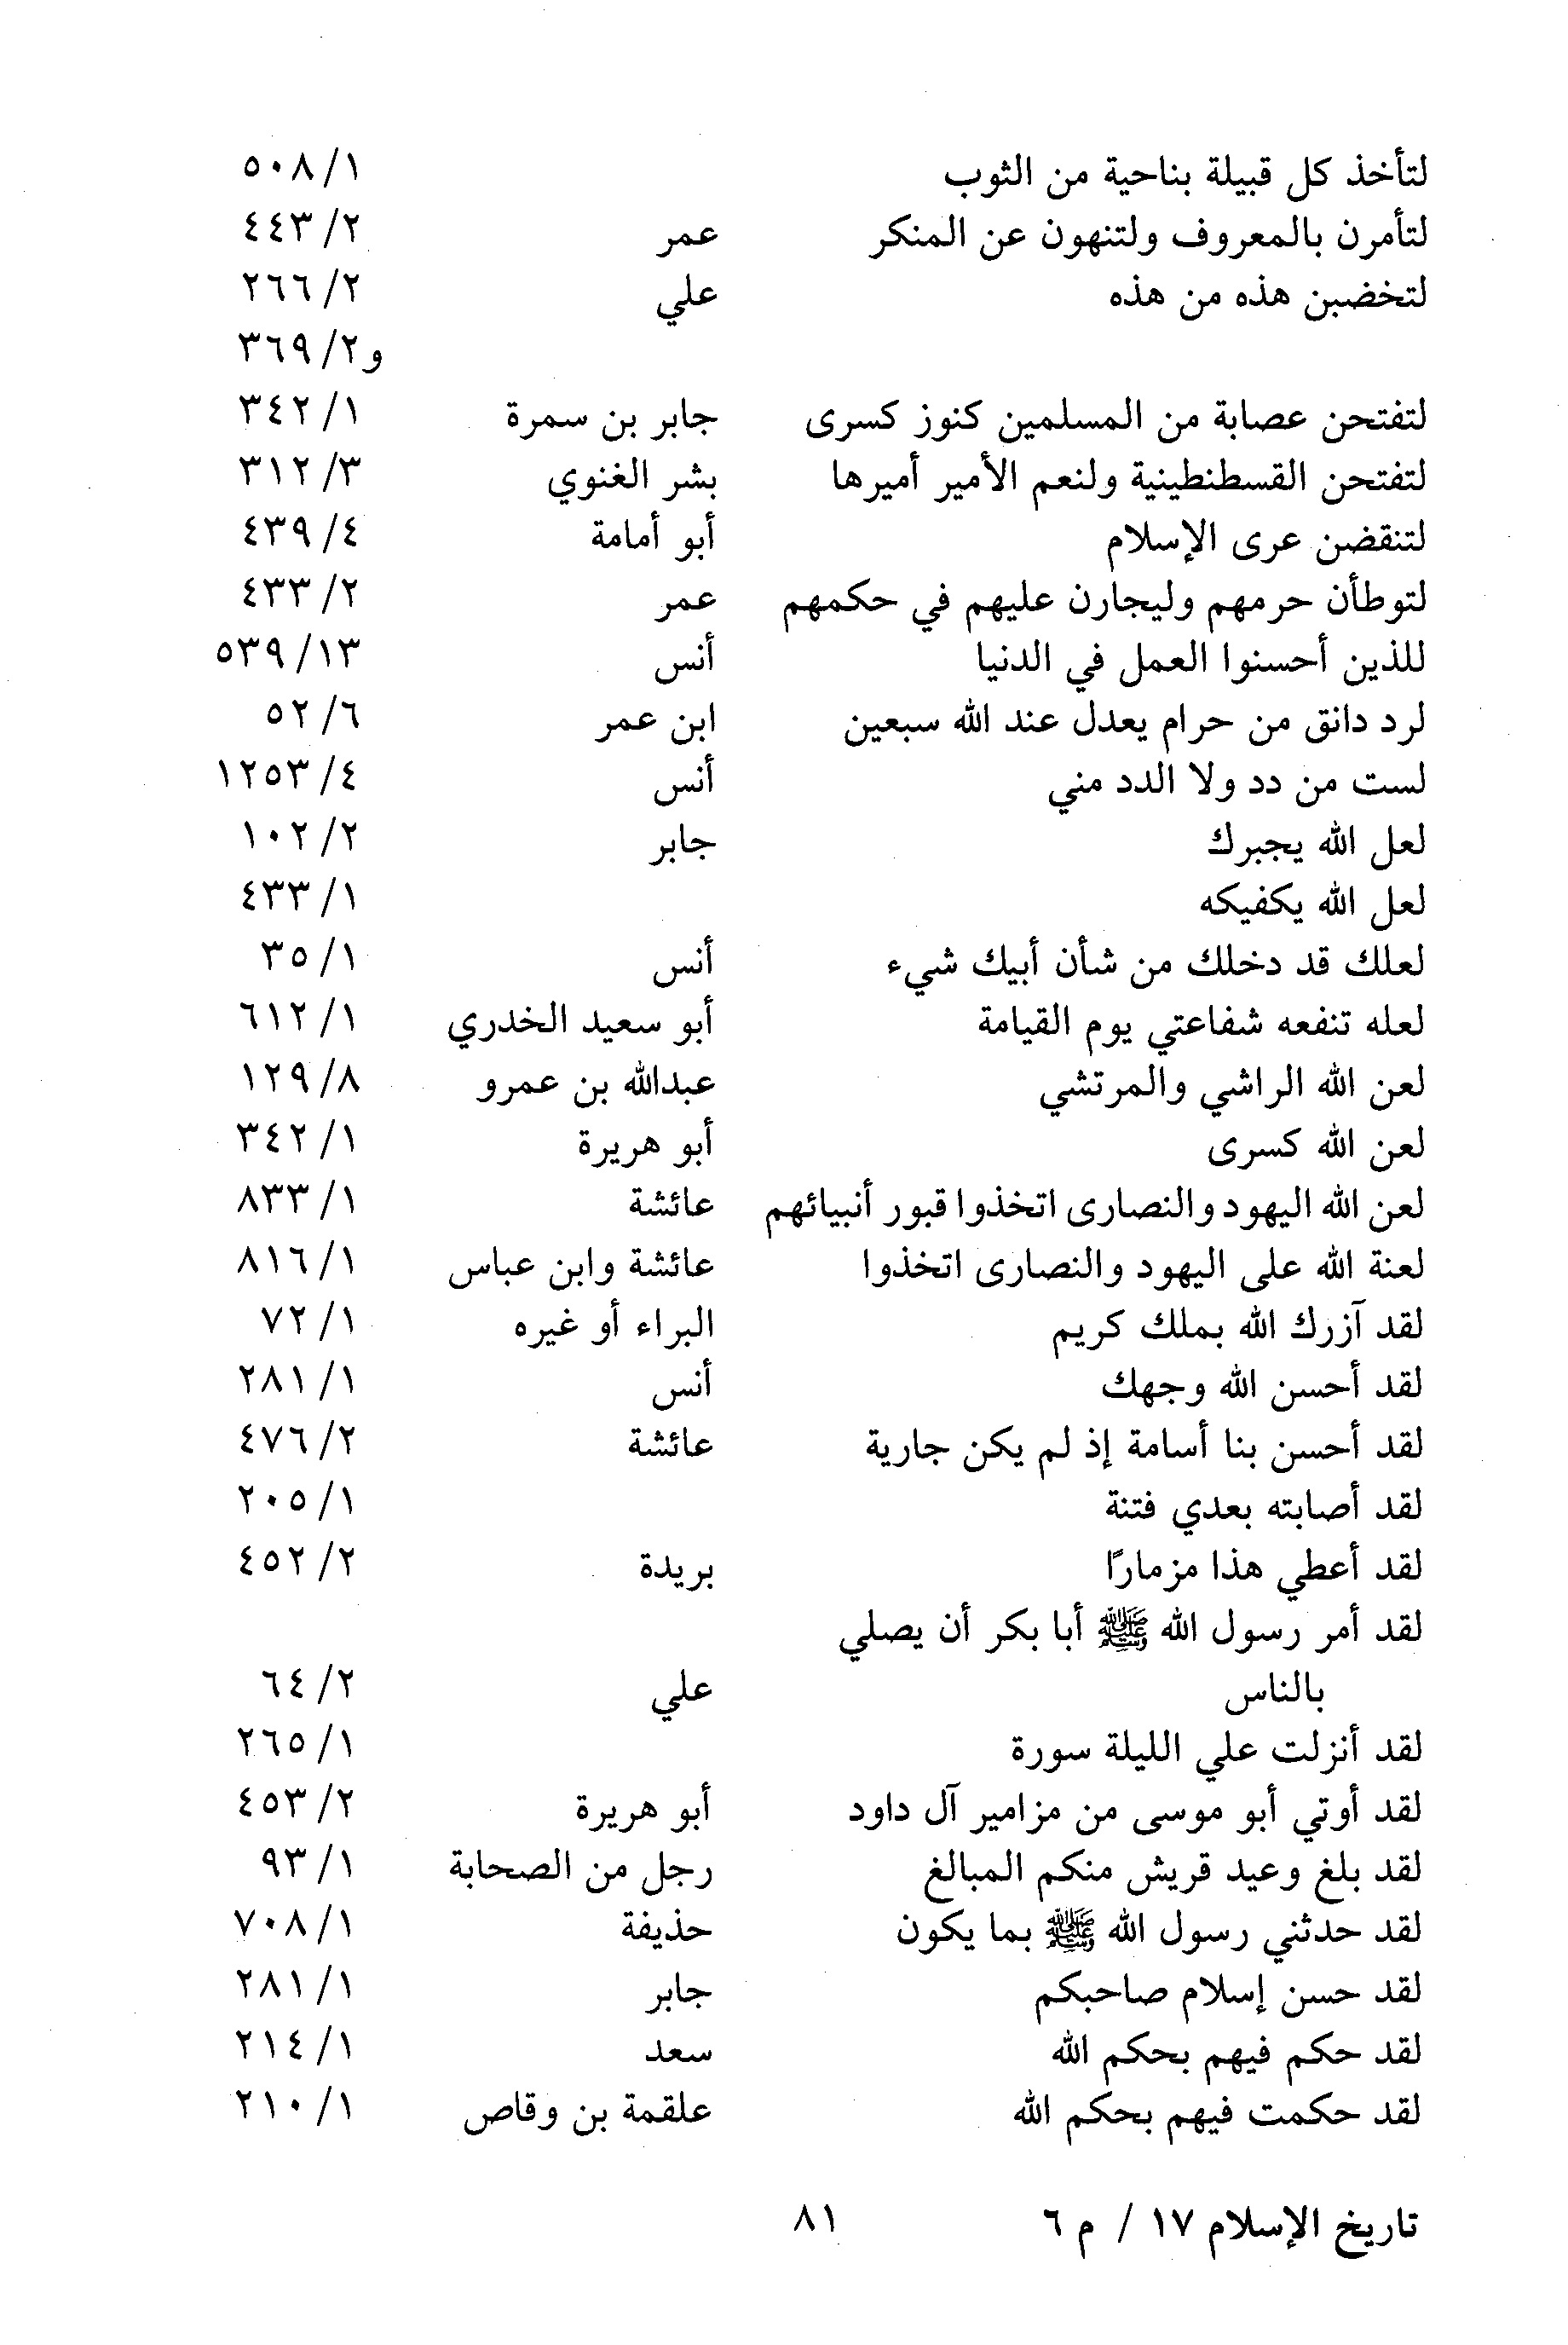 لتأخذ كل قبيلة بناحية من الثوب ١/ ٥٠٨
لتأمرن بالمعروف ولتنهون عن المنكر عمر ٢/ ٤٤٣
لتخضبن هذه من هذه علي ٢/ ٢٦٦
و٢/ ٣٦٩
لتفتحن عصابة من المسلمين كنوز كسرى جابر بن سمرة ١/ ٣٤٢
لتفتحن القسطنطينية ولنعم الأمير أميرها بشر الغنوي ٣/ ٣١٢
لتنقضن عرى الإسلام أبو أمامة ٤/ ٤٣٩
لتوطأن حرمهم وليجارن عليهم في حكمهم عمر ٢/ ٤٣٣
للذين أحسنوا العمل في الدنيا أنس ١٣/ ٥٣٩
لرد دانق من حرام يعدل عند الله سبعين ابن عمر ٦/ ٥٢
لست من دد ولا الدد مني أنس ٤/ ١٢٥٣
لعل الله يجبرك جابر ٢/ ١٠٢
لعل الله يكفيكه ١/ ٤٣٣
لعلك قد دخلك من شأن أبيك شيء أنس ١/ ٣٥
لعله تنفعه شفاعتي يوم القيامة أبو سعيد الخدري ١/ ٦١٢
لعن الله الراشي والمرتشي عبدالله بن عمرو ٨/ ١٢٩
لعن الله كسرى أبو هريرة ١/ ٣٤٢
لعن الله اليهود والنصارى اتخذوا قبور أنبيائهم عائشة ١/ ٨٣٣
لعنة الله على اليهود والنصارى اتخذوا عائشة وابن عباس ١/ ٨١٦
لقد آزرك الله بملك كريم البراء أو غيره ١/ ٧٢
لقد أحسن الله وجهك أنس ١/ ٢٨١
لقد أحسن بنا أسامة إذ لم يكن جارية عائشة ٢/ ٤٧٦
لقد أصابته بعدي فتنة ١/ ٢٠٥
لقد أعطي هذا مزمارًا بريدة ٢/ ٤٥٢
لقد أمر رسول الله ﷺ أبا بكر أن يصلي
بالناس علي ٢/ ٦٤
لقد أنزلت علي الليلة سورة ١/ ٢٦٥
لقد أوتي أبو موسى من مزامير آل داود أبو هريرة ٢/ ٤٥٣
لقد بلغ وعيد قريش منكم المبالغ رجل من الصحابة ١/ ٩٣
لقد حدثني رسول الله ﷺ بما يكون حذيفة ١/ ٧٠٨
لقد حسن إسلام صاحبكم جابر ١/ ٢٨١
لقد حكم فيهم بحكم الله سعد ١/ ٢١٤
لقد حكمت فيهم بحكم الله علقمة بن وقاص ١/ ٢١٠
تاريخ الإسلام ١٧ / م ٦ ٨١